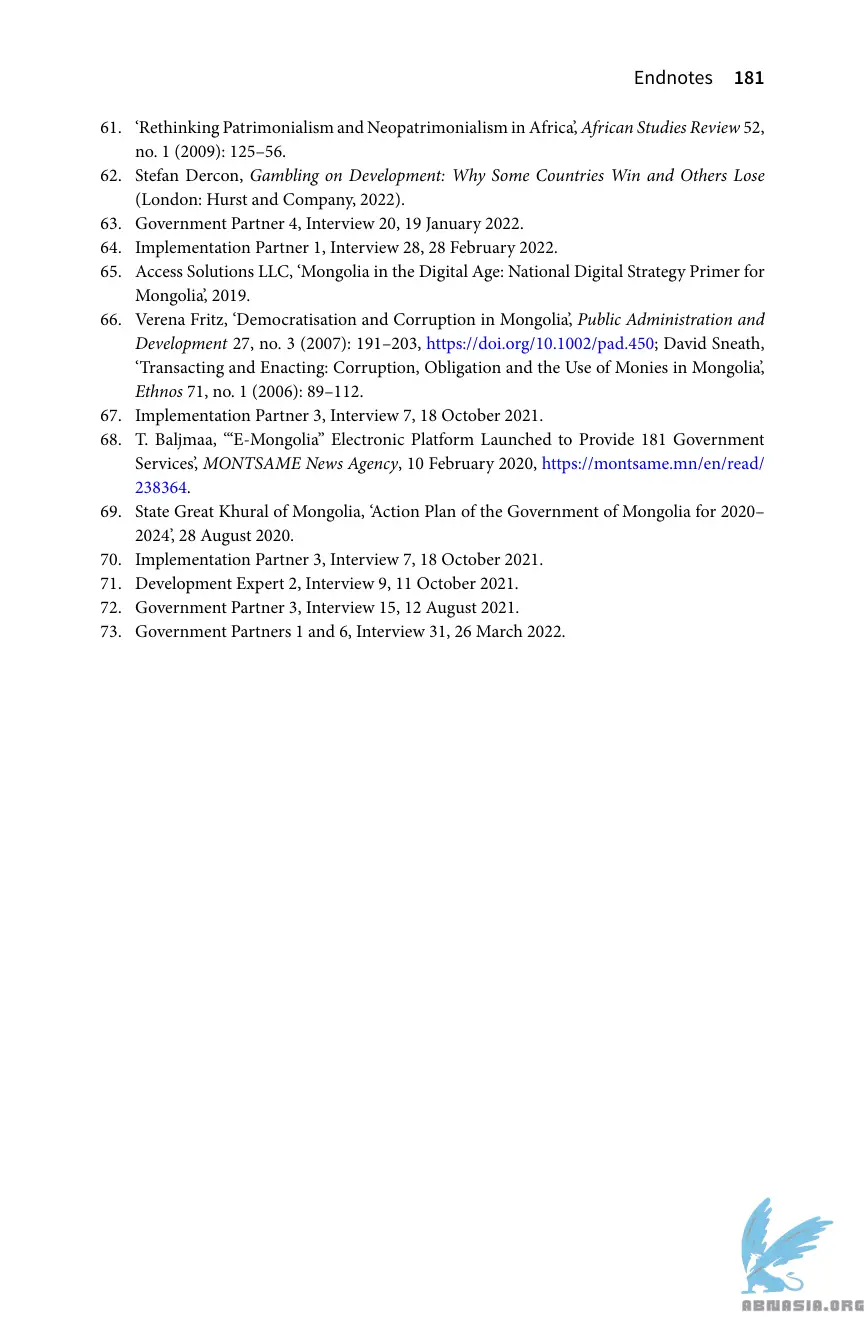 Endnotes 181
61. ‘Rethinking Patrimonialism and Neopatrimonialism in Africa’, African Studies Review 52,
no. 1 (2009): 125–56.
62. Stefan Dercon, Gambling on Development: Why Some Countries Win and Others Lose
(London: Hurst and Company, 2022).
63. Government Partner 4, Interview 20, 19 January 2022.
64. Implementation Partner 1, Interview 28, 28 February 2022.
65. Access Solutions LLC, ‘Mongolia in the Digital Age: National Digital Strategy Primer for
Mongolia’, 2019.
66. Verena Fritz, ‘Democratisation and Corruption in Mongolia’, Public Administration and
Development 27, no. 3 (2007): 191–203, https://doi.org/10.1002/pad.450; David Sneath,
‘Transacting and Enacting: Corruption, Obligation and the Use of Monies in Mongolia’,
Ethnos 71, no. 1 (2006): 89–112.
67. Implementation Partner 3, Interview 7, 18 October 2021.
68. T. Baljmaa, ‘“E-Mongolia” Electronic Platform Launched to Provide 181 Government
Services’, MONTSAME News Agency, 10 February 2020, https://montsame.mn/en/read/
238364.
69. State Great Khural of Mongolia, ‘Action Plan of the Government of Mongolia for 2020–
2024’, 28 August 2020.
70. Implementation Partner 3, Interview 7, 18 October 2021.
71. Development Expert 2, Interview 9, 11 October 2021.
72. Government Partner 3, Interview 15, 12 August 2021.
73. Government Partners 1 and 6, Interview 31, 26 March 2022.
ABNASIA.ORG